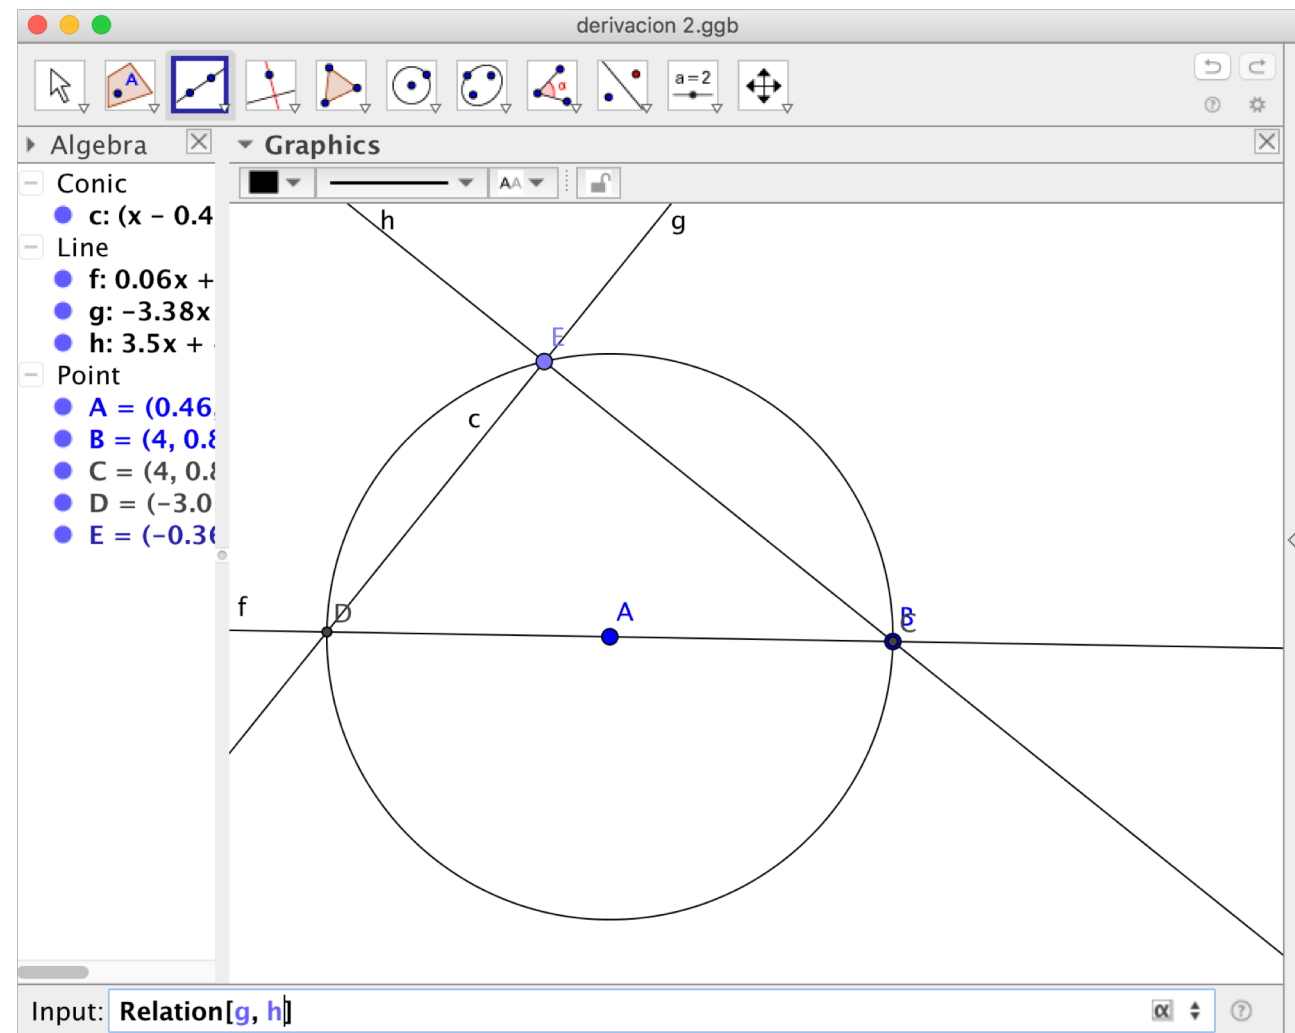 derivacion 2.ggb
A
α
a=2
Algebra
Graphics
AA
Conic
c: (x − 0.4
Line
f: 0.06x +
g: −3.38x
h: 3.5x +
Point
A = (0.46,
B = (4, 0.8
C = (4, 0.8
D = (−3.0
E = (−0.36
h
g
E
c
f
D
A
B
C
Input: Relation[g, h]
α